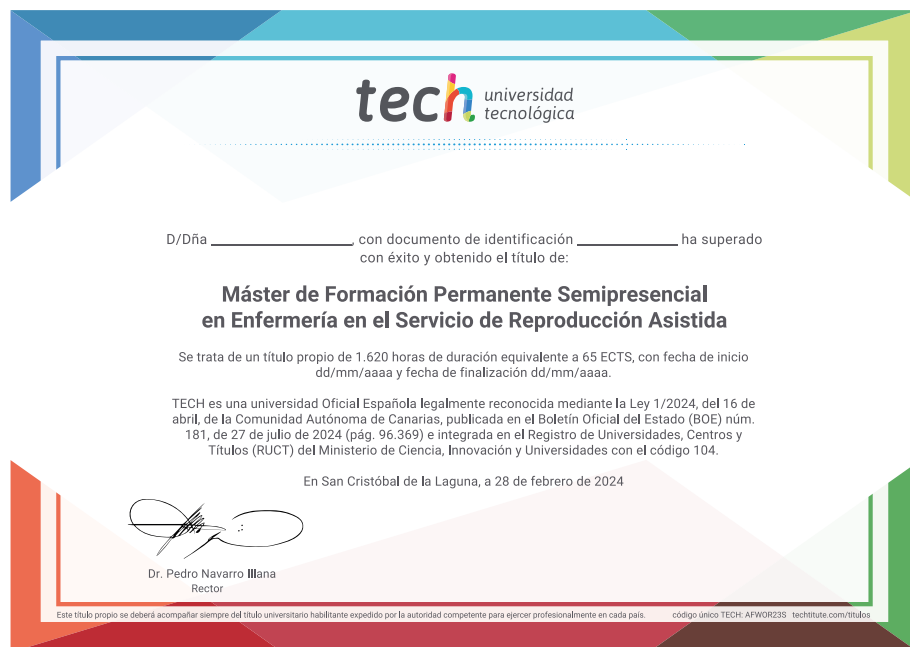 tech universidad
tecnológica
D/Dña ______________, con documento de identificación __________ ha superado
con éxito y obtenido el título de:
Máster de Formación Permanente Semipresencial
en Enfermería en el Servicio de Reproducción Asistida
Se trata de un título propio de 1.620 horas de duración equivalente a 65 ECTS, con fecha de inicio
dd/mm/aaaa y fecha de finalización dd/mm/aaaa.
TECH es una universidad Oficial Española legalmente reconocida mediante la Ley 1/2024, del 16 de
abril, de la Comunidad Autónoma de Canarias, publicada en el Boletín Oficial del Estado (BOE) núm.
181, de 27 de julio de 2024 (pág. 96.369) e integrada en el Registro de Universidades, Centros y
Títulos (RUCT) del Ministerio de Ciencia, Innovación y Universidades con el código 104.
En San Cristóbal de la Laguna, a 28 de febrero de 2024
Dr. Pedro Navarro Illana
Rector
Este título propio se deberá acompañar siempre del título universitario habilitante expedido por la autoridad competente para ejercer profesionalmente en cada país. código único TECH: AFWOR23S techtitute.com/titulos